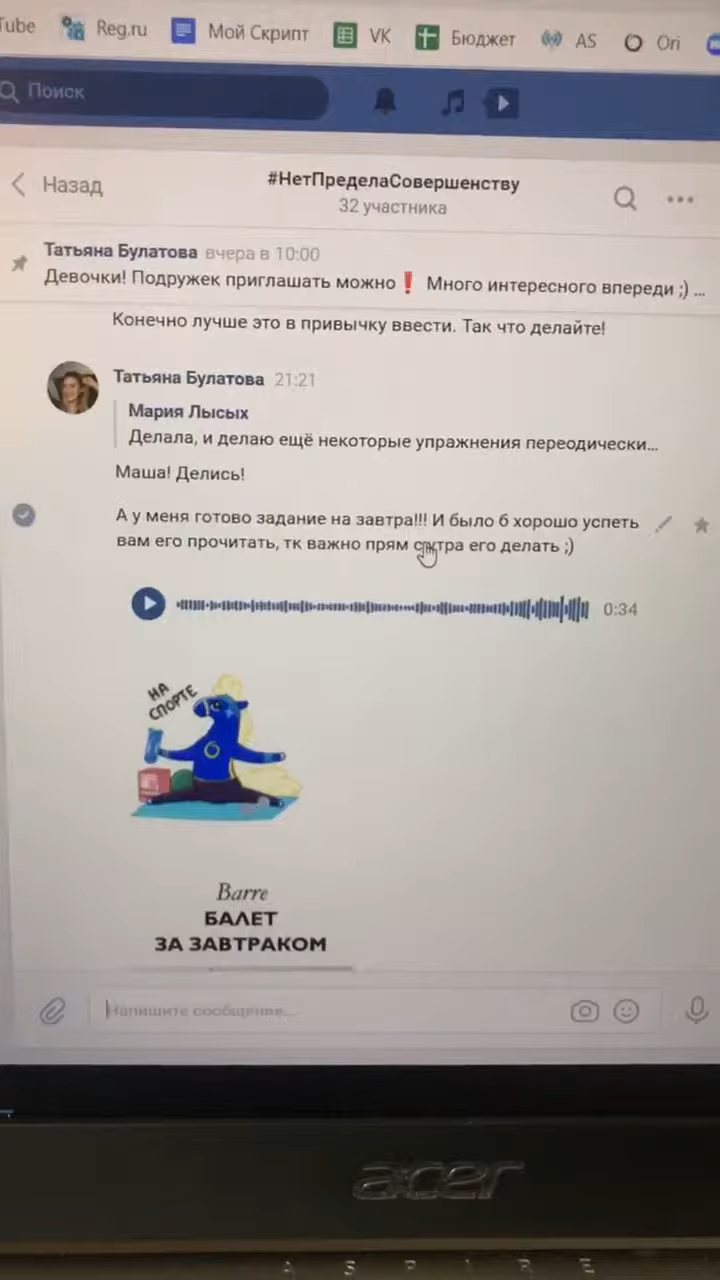 Tube Reg.ru Мой Скрипт VK Бюджет AS Ori
Поиск
Назад
#НетПределаСовершенству
32 участника
Татьяна Булатова вчера в 10:00
Девочки! Подружек приглашать можно❗ Много интересного впереди ;) ...
Конечно лучше это в привычку ввести. Так что делайте!
Татьяна Булатова 21:21
Мария Лысых
Делала, и делаю ещё некоторые упражнения переодически...
Маша! Делись!
А у меня готово задание на завтра!!! И было б хорошо успеть
вам его прочитать, тк важно прям с утра его делать ;)
0:34
НА
СПОРТЕ
Barre
БАЛЕТ
ЗА ЗАВТРАКОМ
Напишите сообщение...
acer
ASPIRE